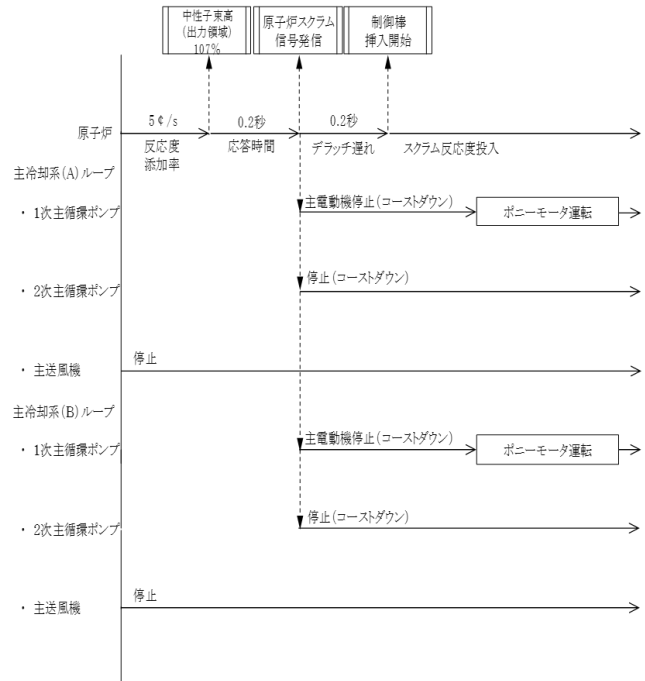 中性子束高
(出力領域)
107%
原子炉スクラム
信号発信
制御棒
挿入開始
原子炉
5¢/s
0.2秒
0.2秒
反応度
添加率
応答時間
デラッチ遅れ
スクラム反応度投入
主冷却系(A)ループ
・ 1次主循環ポンプ
主電動機停止(コーストダウン)
ポニーモータ運転
・ 2次主循環ポンプ
停止(コーストダウン)
・ 主送風機
停止
主冷却系(B)ループ
・ 1次主循環ポンプ
主電動機停止(コーストダウン)
ポニーモータ運転
・ 2次主循環ポンプ
停止(コーストダウン)
・ 主送風機
停止